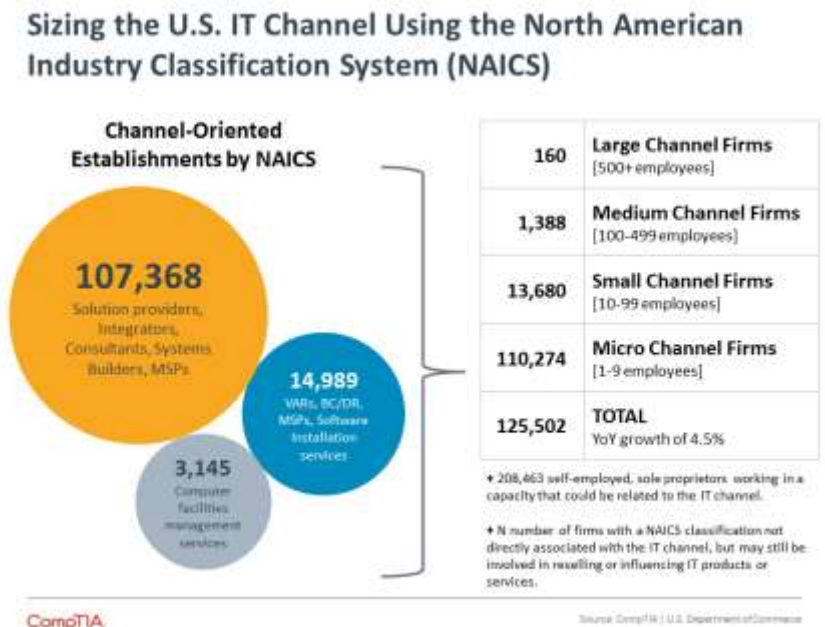 Sizing the U.S. IT Channel Using the North American
Industry Classification System (NAICS)
Channel-Oriented
Establishments by NAICS
107,368
Solution providers,
Integrators,
Consultants, Systems
Builders, MSPs
14,989
VARs, BC/DR,
MSPs, Software
Installation
services
3,145
Computer
facilities
management
services
160
Large Channel Firms
[500+ employees]
1,388
Medium Channel Firms
[100-499 employees]
13,680
Small Channel Firms
[10-99 employees]
110,274
Micro Channel Firms
[1-9 employees]
125,502
TOTAL
YoY growth of 4.5%
+ 208,463 self-employed, sole proprietors working in a
capacity that could be related to the IT channel.
+ N number of firms with a NAICS classification not
directly associated with the IT channel, but may still be
involved in reselling or influencing IT products or
services.
CompTIA
Source: CompTIA | U.S. Department of Commerce